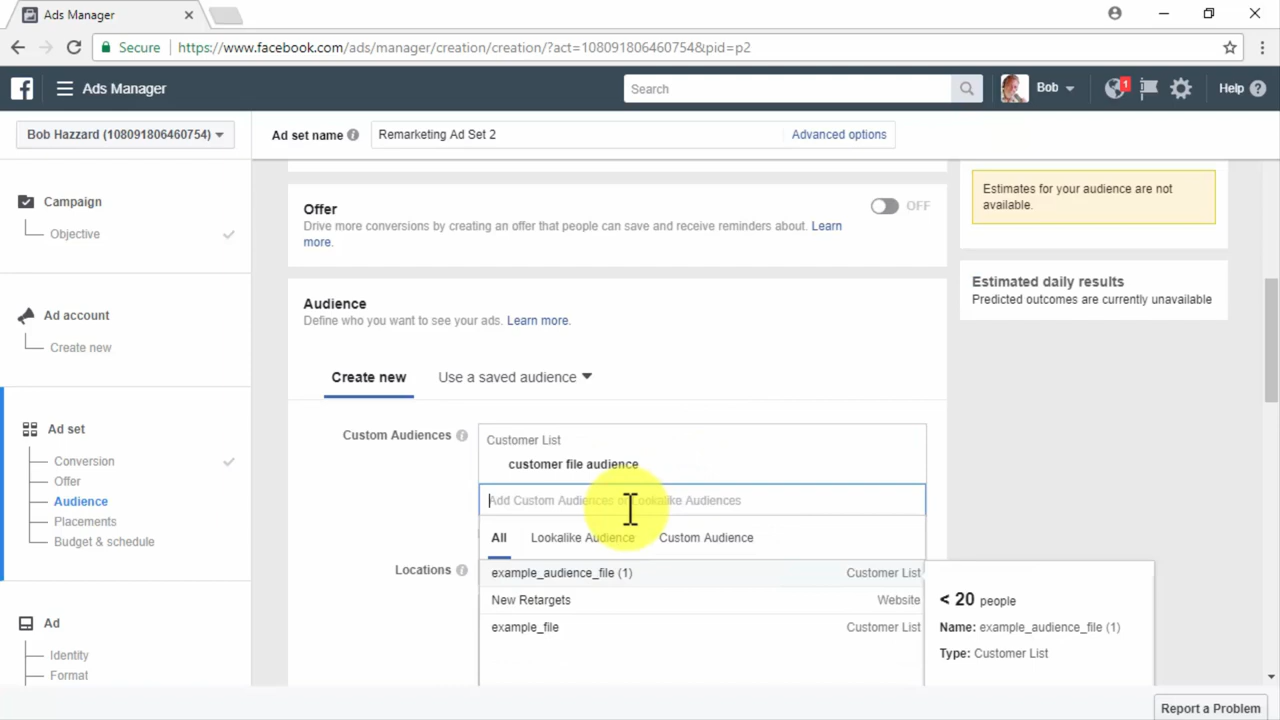 Ads Manager
Secure https://www.facebook.com/ads/manager/creation/creation/?act=108091806460754&pid=p2
Ads Manager
Search
Bob
1
Help
Bob Hazzard (108091806460754)
Ad set name
Remarketing Ad Set 2
Advanced options
Campaign
Objective
Ad account
Create new
Ad set
Conversion
Offer
Audience
Placements
Budget & schedule
Ad
Identity
Format
Offer
OFF
Drive more conversions by creating an offer that people can save and receive reminders about. Learn
more.
Audience
Define who you want to see your ads. Learn more.
Create new
Use a saved audience
Custom Audiences
Customer List
customer file audience
Add Custom Audiences or Lookalike Audiences
All Lookalike Audience Custom Audience
Locations
example_audience_file (1) Customer List
New Retargets Website
example_file Customer List
< 20 people
Name: example_audience_file (1)
Type: Customer List
Estimates for your audience are not
available.
Estimated daily results
Predicted outcomes are currently unavailable
Report a Problem